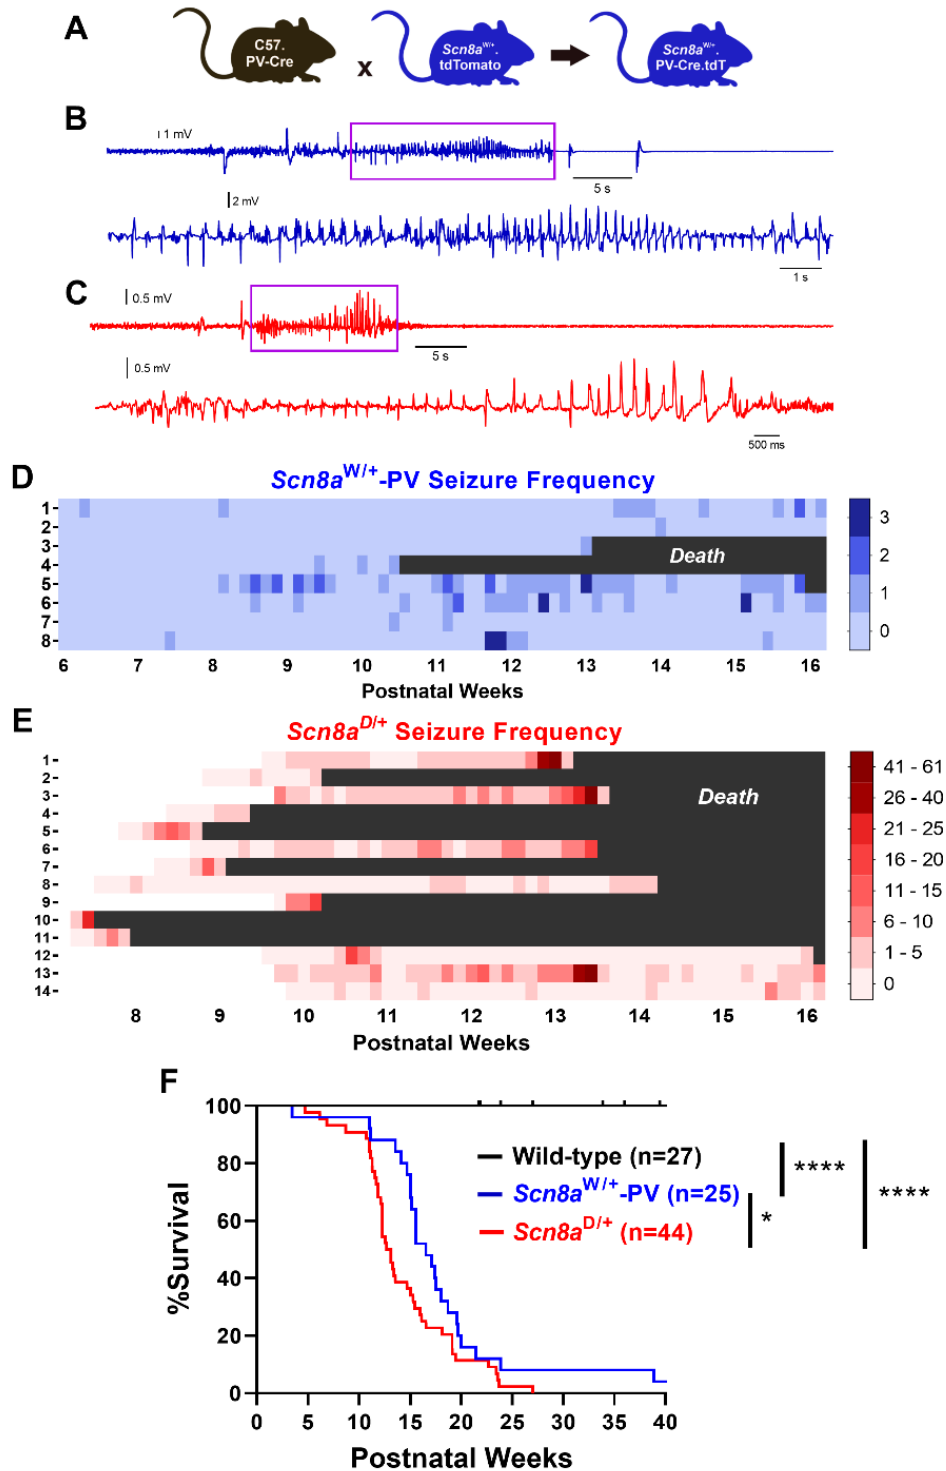 A
C57.
PV-Cre
x
Scn8aᵂ/⁺.
tdTomato
Scn8aᵂ/⁺.
PV-Cre.tdT
B
1 mV
5 s
2 mV
1 s
C
0.5 mV
5 s
0.5 mV
500 ms
D
Scn8aᵂ/⁺-PV Seizure Frequency
1
2
3
4
5
6
7
8
Death
3
2
1
0
6 7 8 9 10 11 12 13 14 15 16
Postnatal Weeks
E
Scn8aᴰ/⁺ Seizure Frequency
1
2
3
4
5
6
7
8
9
10
11
12
13
14
Death
41 - 61
26 - 40
21 - 25
16 - 20
11 - 15
6 - 10
1 - 5
0
8 9 10 11 12 13 14 15 16
Postnatal Weeks
F
%Survival
100
80
60
40
20
0
Wild-type (n=27)
Scn8aᵂ/⁺-PV (n=25)
Scn8aᴰ/⁺ (n=44)
****
*
****
0 5 10 15 20 25 30 35 40
Postnatal Weeks